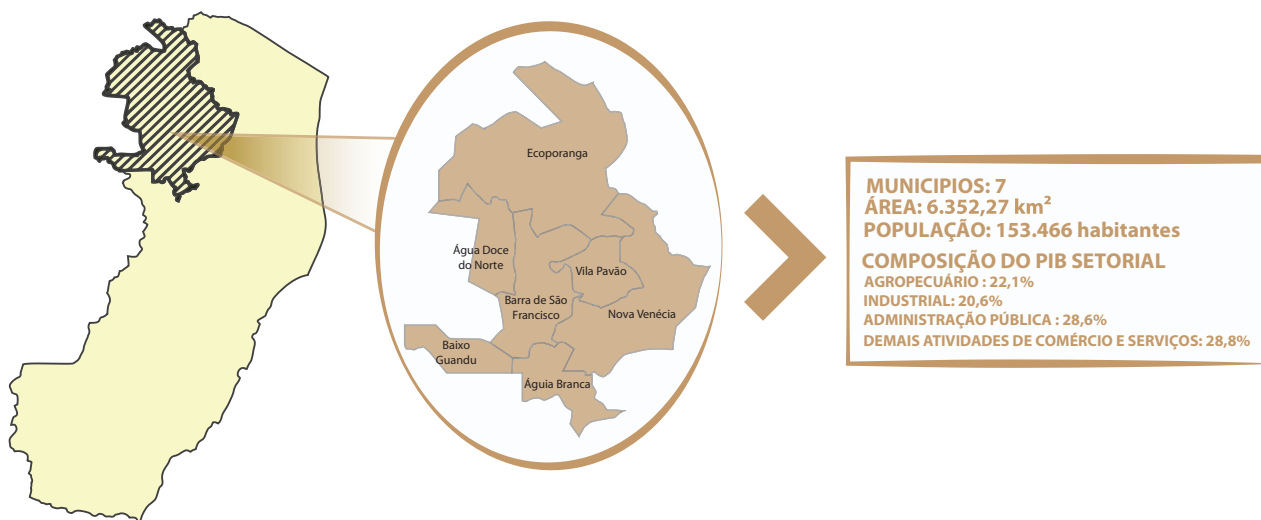 Ecoporanga
Água Doce
do Norte
Vila Pavão
Barra de São
Francisco
Nova Venécia
Baixo
Guandu
Águia Branca
MUNICIPIOS: 7
ÁREA: 6.352,27 km²
POPULAÇÃO: 153.466 habitantes
COMPOSIÇÃO DO PIB SETORIAL
AGROPECUÁRIO : 22,1%
INDUSTRIAL: 20,6%
ADMINISTRAÇÃO PÚBLICA : 28,6%
DEMAIS ATIVIDADES DE COMÉRCIO E SERVIÇOS: 28,8%